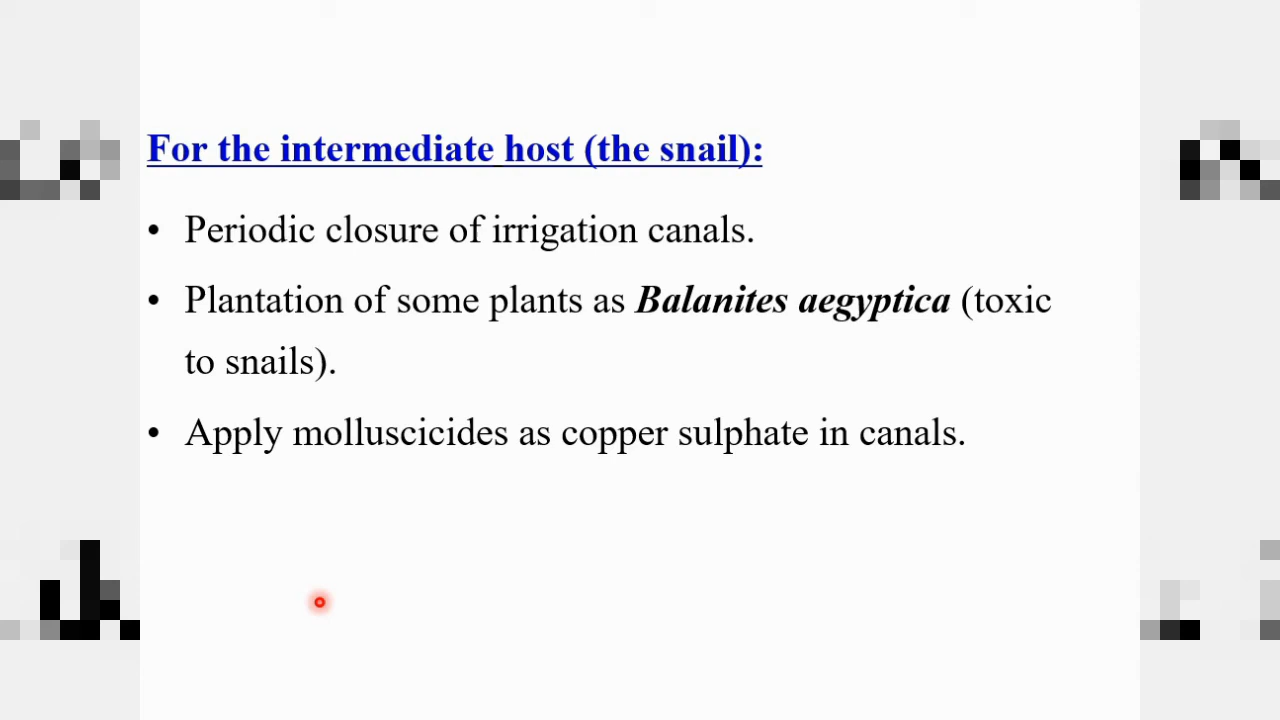 For the intermediate host (the snail):
• Periodic closure of irrigation canals.
• Plantation of some plants as Balanites aegyptica (toxic
to snails).
• Apply molluscicides as copper sulphate in canals.